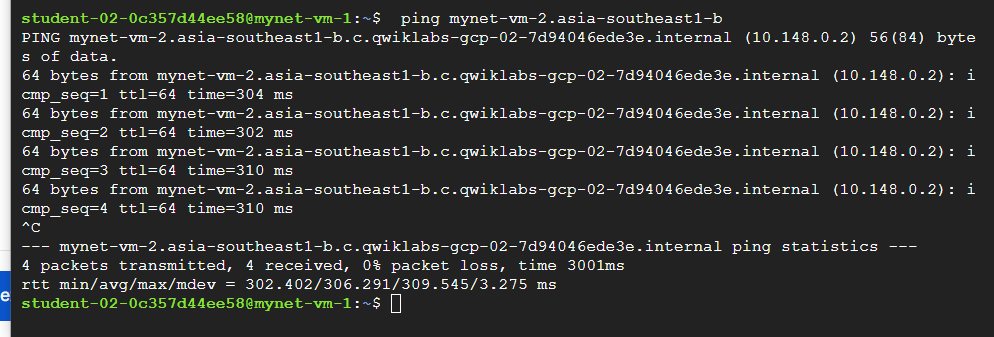 student-02-0c357d44ee58@mynet-vm-1:~$  ping mynet-vm-2.asia-southeast1-b
PING mynet-vm-2.asia-southeast1-b.c.qwiklabs-gcp-02-7d94046ede3e.internal (10.148.0.2) 56(84) byte
s of data.
64 bytes from mynet-vm-2.asia-southeast1-b.c.qwiklabs-gcp-02-7d94046ede3e.internal (10.148.0.2): i
cmp_seq=1 ttl=64 time=304 ms
64 bytes from mynet-vm-2.asia-southeast1-b.c.qwiklabs-gcp-02-7d94046ede3e.internal (10.148.0.2): i
cmp_seq=2 ttl=64 time=302 ms
64 bytes from mynet-vm-2.asia-southeast1-b.c.qwiklabs-gcp-02-7d94046ede3e.internal (10.148.0.2): i
cmp_seq=3 ttl=64 time=310 ms
64 bytes from mynet-vm-2.asia-southeast1-b.c.qwiklabs-gcp-02-7d94046ede3e.internal (10.148.0.2): i
cmp_seq=4 ttl=64 time=310 ms
^C
--- mynet-vm-2.asia-southeast1-b.c.qwiklabs-gcp-02-7d94046ede3e.internal ping statistics ---
4 packets transmitted, 4 received, 0% packet loss, time 3001ms
rtt min/avg/max/mdev = 302.402/306.291/309.545/3.275 ms
student-02-0c357d44ee58@mynet-vm-1:~$